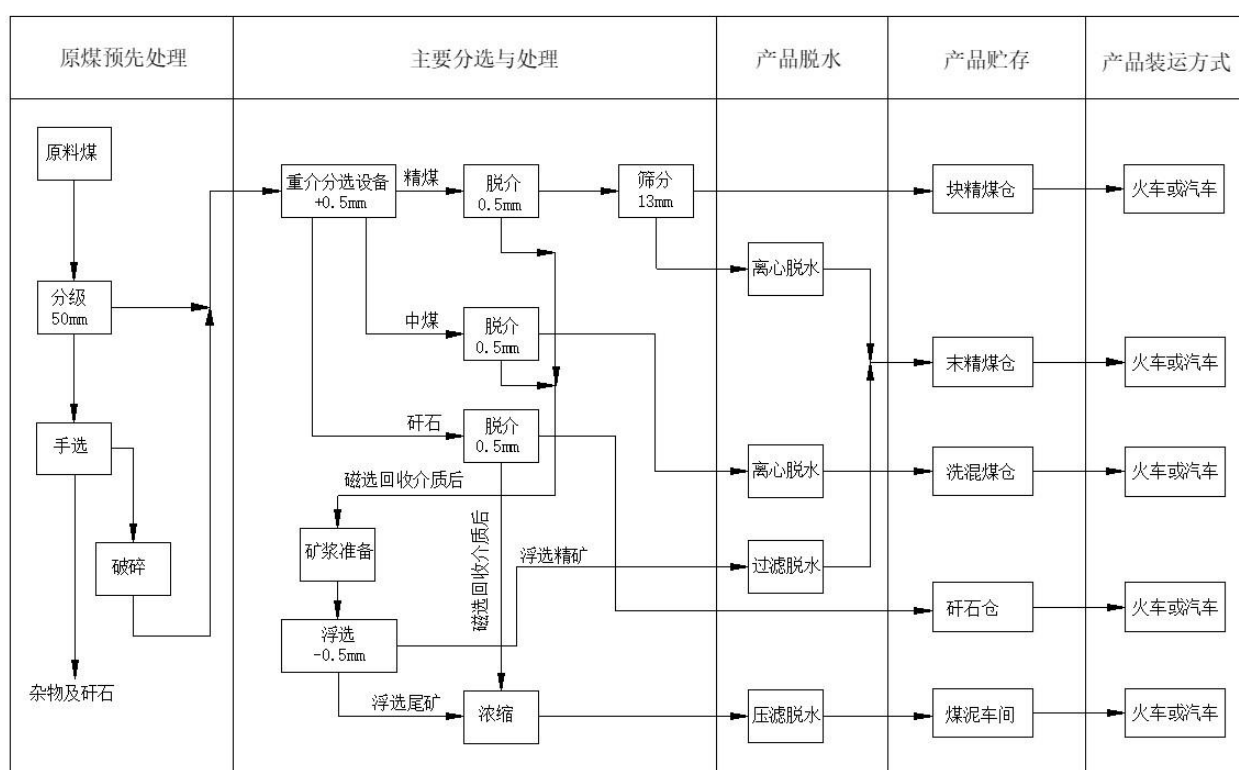 原煤预先处理
主要分选与处理
产品脱水
产品贮存
产品装运方式
原料煤
分级
50mm
手选
破碎
杂物及矸石
重介分选设备
+0.5mm
精煤
脱介
0.5mm
筛分
13mm
块精煤仓
火车或汽车
离心脱水
中煤
脱介
0.5mm
末精煤仓
火车或汽车
矸石
脱介
0.5mm
离心脱水
洗混煤仓
火车或汽车
磁选回收介质后
磁选回收介质后
矿浆准备
浮选精矿
过滤脱水
浮选
-0.5mm
矸石仓
火车或汽车
浮选尾矿
浓缩
压滤脱水
煤泥车间
火车或汽车